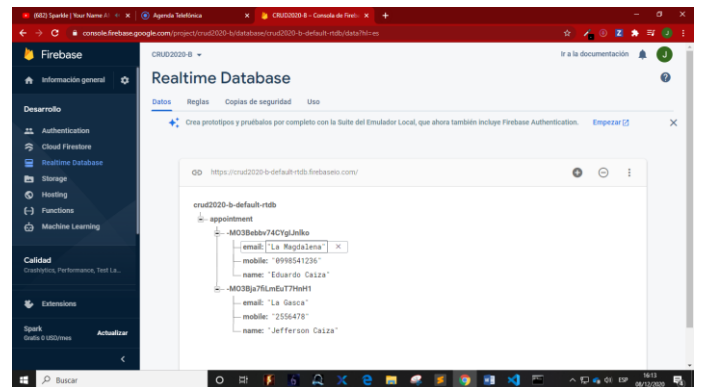 (682) Sparkle | Your Name A
Agenda Telefónica
CRUD2020-B – Consola de Fireb
console.firebase.google.com/project/crud2020-b/database/crud2020-b-default-rtdb/data?hl=es
Firebase
CRUD2020-B
Ir a la documentación
J
Información general
Realtime Database
Desarrollo
Datos
Reglas
Copias de seguridad
Uso
Crea prototipos y pruébalos por completo con la Suite del Emulador Local, que ahora también incluye Firebase Authentication.
Empezar
Authentication
Cloud Firestore
Realtime Database
Storage
Hosting
Functions
Machine Learning
https://crud2020-b-default-rtdb.firebaseio.com/
crud2020-b-default-rtdb
appointment
email: "La Magdalena"
mobile: "0998541236"
name: "Eduardo Caiza"
email: "La Gasca"
mobile: "2556478"
name: "Jefferson Caiza"
Calidad
Crashlytics, Performance, Test La...
Extensions
Spark
Gratis 0 USD/mes
Actualizar
Buscar
ESP
16:13
08/12/2020